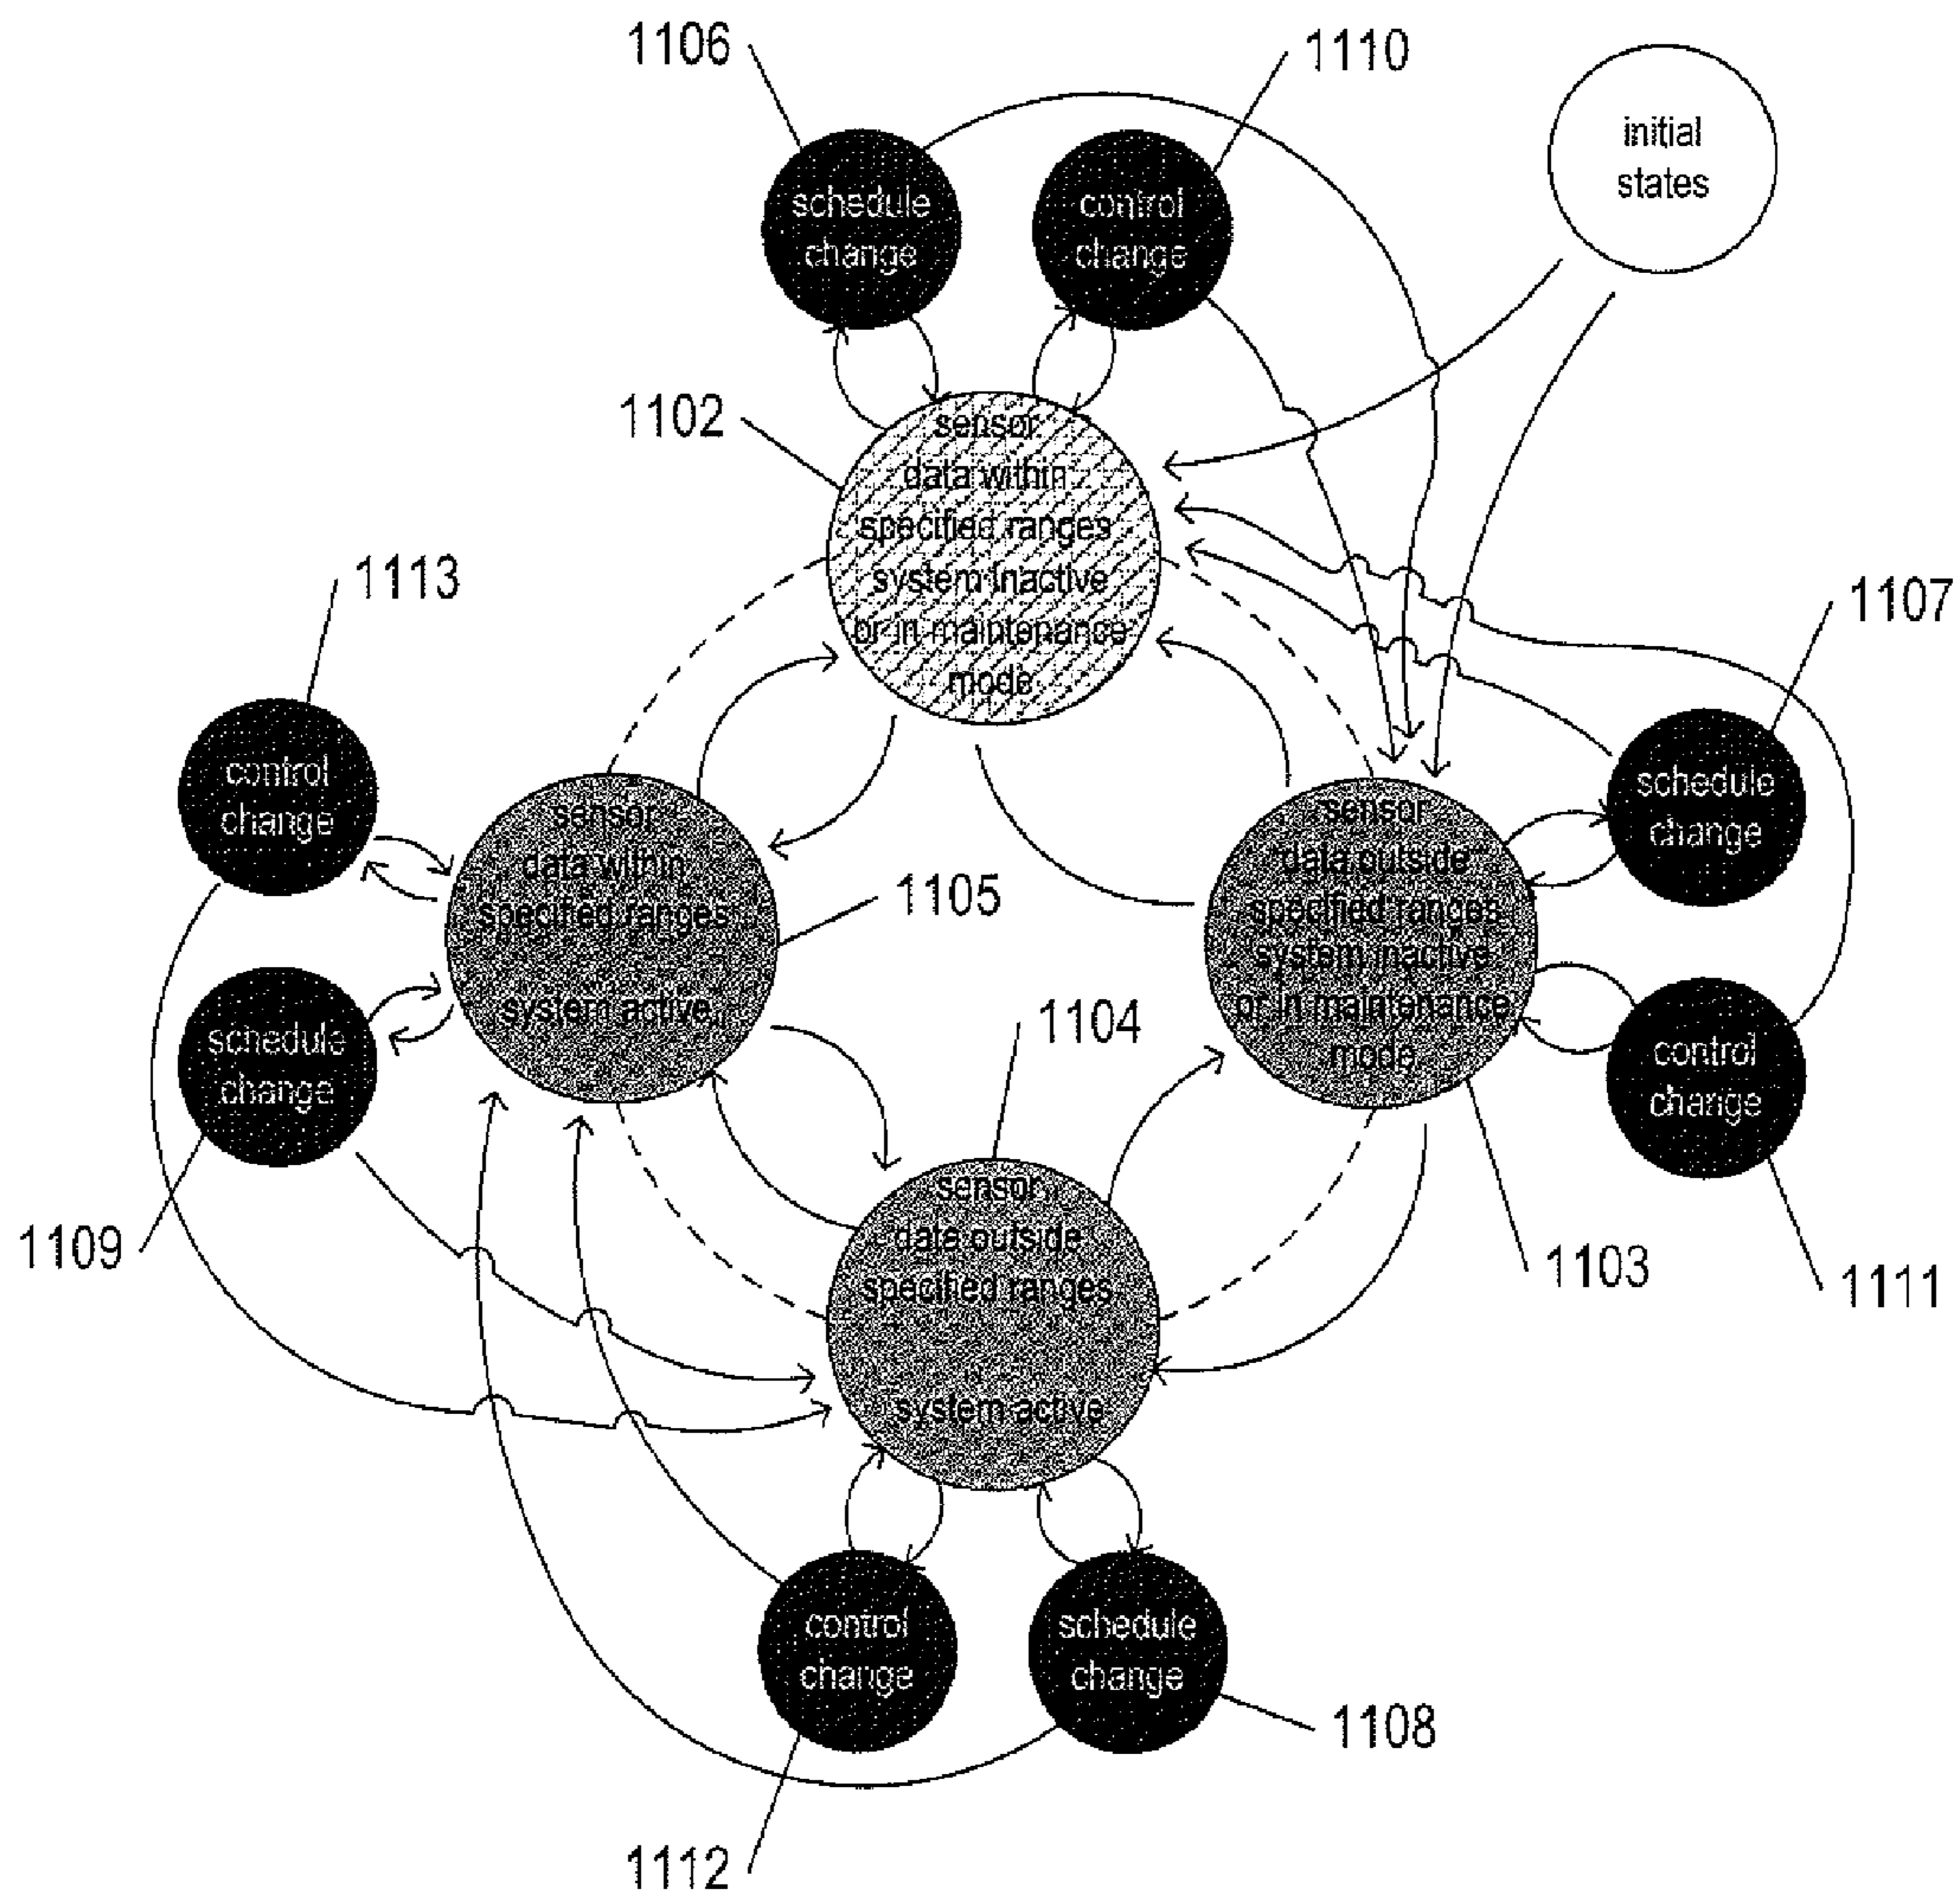 1106
1110
initial
states
schedule
change
control
change
1102
sensor
data within
specified ranges
system inactive
or in maintenance
mode
1113
1107
control
change
sensor
data within
specified ranges
system active
1105
sensor
data outside
specified ranges
system inactive
or in maintenance
mode
schedule
change
schedule
change
1104
control
change
1109
sensor
data outside
specified ranges
system active
1103
1111
control
change
schedule
change
1108
1112